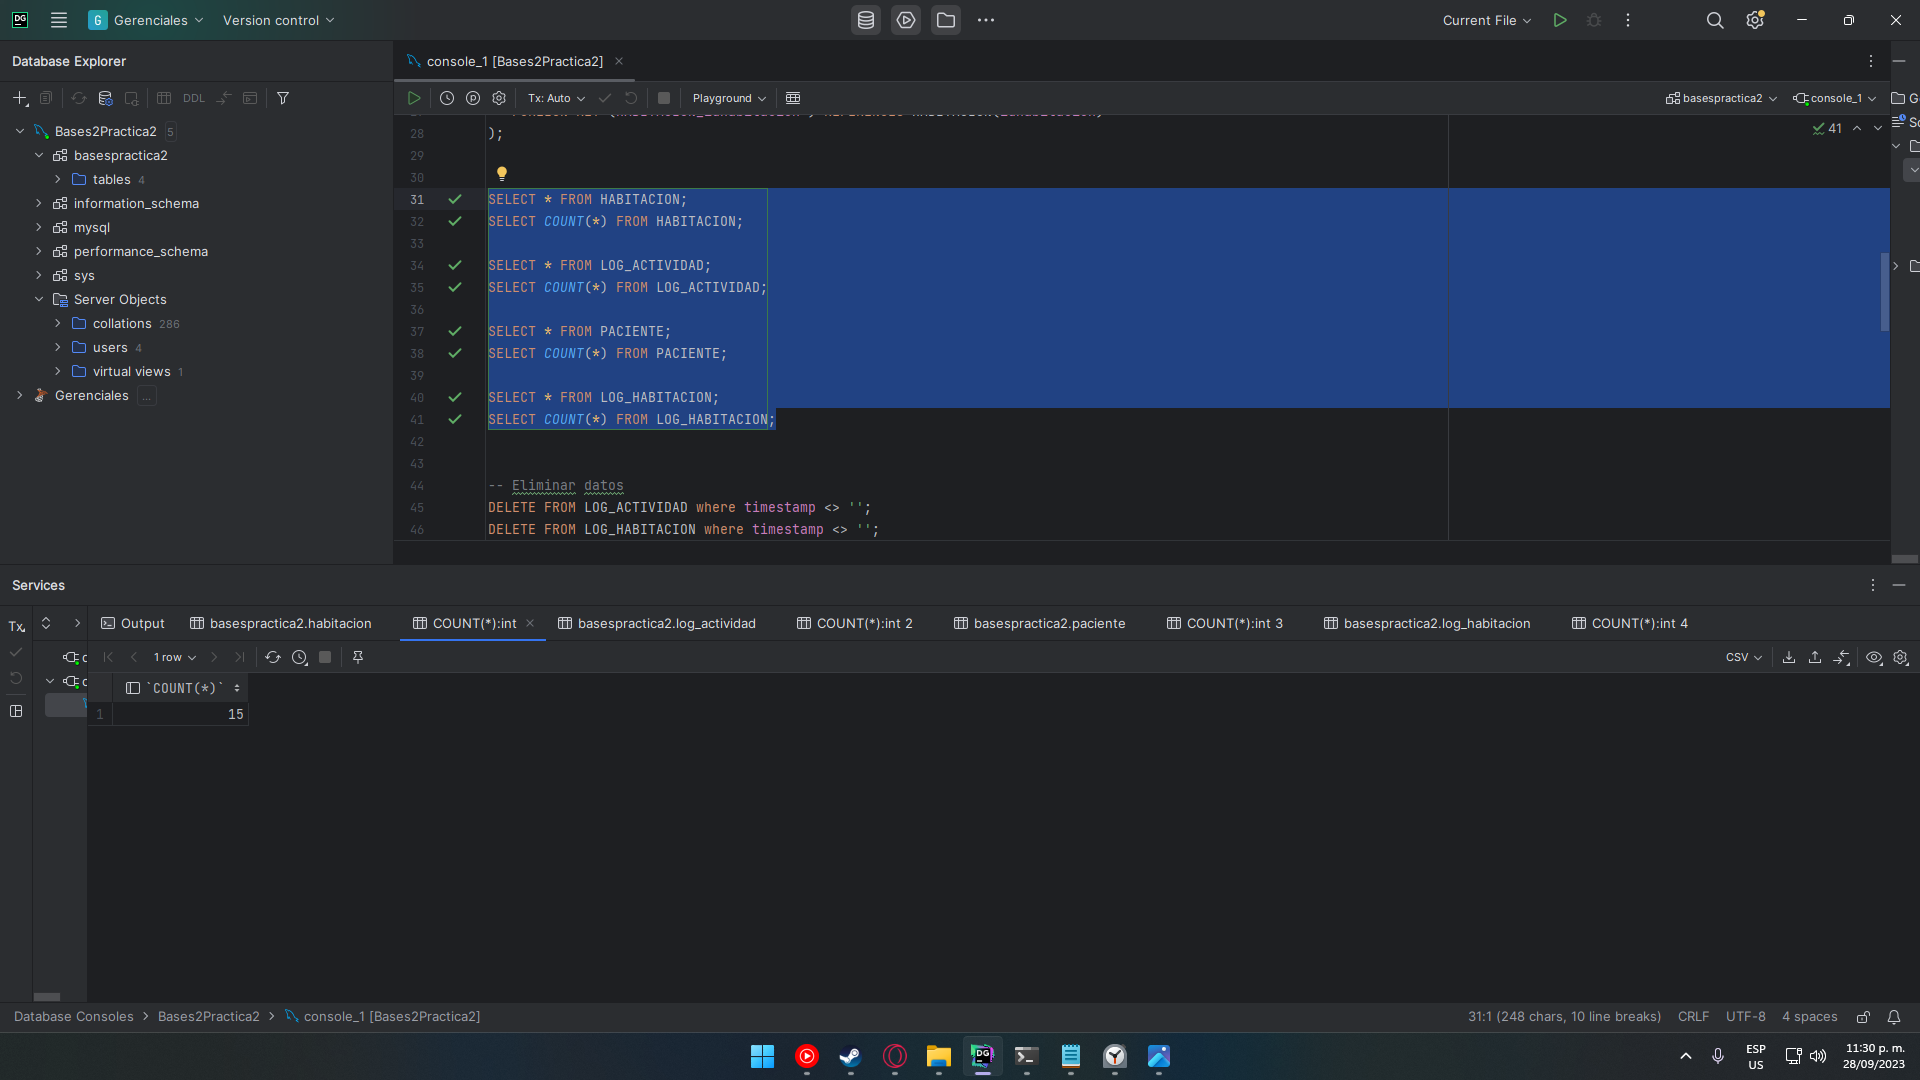 DG
G Gerenciales
Version control
Current File
Database Explorer
console_1 [Bases2Practica2]
DDL
Tx: Auto
Playground
basespractica2
console_1
Bases2Practica2 5
basespractica2
tables 4
information_schema
mysql
performance_schema
sys
Server Objects
collations 286
users 4
virtual views 1
Gerenciales ...
41
28 );
29
30
31 SELECT * FROM HABITACION;
32 SELECT COUNT(*) FROM HABITACION;
33
34 SELECT * FROM LOG_ACTIVIDAD;
35 SELECT COUNT(*) FROM LOG_ACTIVIDAD;
36
37 SELECT * FROM PACIENTE;
38 SELECT COUNT(*) FROM PACIENTE;
39
40 SELECT * FROM LOG_HABITACION;
41 SELECT COUNT(*) FROM LOG_HABITACION;
42
43
44 -- Eliminar datos
45 DELETE FROM LOG_ACTIVIDAD where timestamp <> '';
46 DELETE FROM LOG_HABITACION where timestamp <> '';
Services
Tx
Output
basespractica2.habitacion
COUNT(*):int
basespractica2.log_actividad
COUNT(*):int 2
basespractica2.paciente
COUNT(*):int 3
basespractica2.log_habitacion
COUNT(*):int 4
1 row
CSV
`COUNT(*)`
1 15
Database Consoles > Bases2Practica2 > console_1 [Bases2Practica2]
31:1 (248 chars, 10 line breaks)
CRLF
UTF-8
4 spaces
DG
ESP
US
11:30 p. m.
28/09/2023